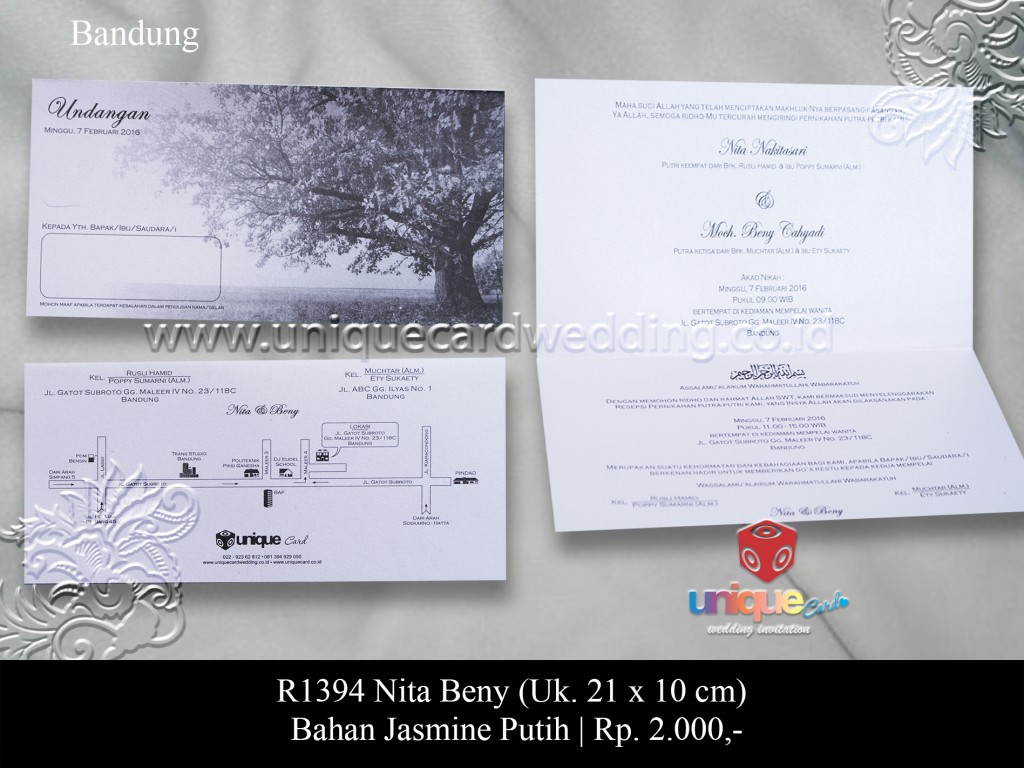 Bandung
Undangan
MINGGU, 7 FEBRUARI 2016
KEPADA YTH. BAPAK/IBU/SAUDARA/I
MOHON MAAF APABILA TERDAPAT KESALAHAN DALAM PENULISAN NAMA/GELAR
MAHA SUCI ALLAH YANG TELAH MENCIPTAKAN MAKHLUK-NYA BERPASANG-PASANGAN
YA ALLAH, SEMOGA RIDHO-MU TERCURAH MENGIRINGI PERNIKAHAN PUTRA-PUTRI KAMI
Nita Nakitasari
PUTRI KEEMPAT DARI BPK. RUSLI HAMID & IBU POPPY SUMARNI (ALM.)
&
Moch. Beny Cahyadi
PUTRA KETIGA DARI BPK. MUCHTAR (ALM.) & IBU ETY SUKAETY
AKAD NIKAH :
MINGGU, 7 FEBRUARI 2016
PUKUL 09.00 WIB
BERTEMPAT DI KEDIAMAN MEMPELAI WANITA
JL. GATOT SUBROTO GG. MALEER IV NO. 23/118C
BANDUNG
www.uniquecardwedding.co.id
بسم الله الرحمن الرحيم
ASSALAMU'ALAIKUM WARAHMATULLAHI WABARAKATUH
DENGAN MEMOHON RIDHO DAN RAHMAT ALLAH SWT, KAMI BERMAKSUD MENYELENGGARAKAN
RESEPSI PERNIKAHAN PUTRA-PUTRI KAMI, YANG INSYA ALLAH AKAN DILAKSANAKAN PADA :
MINGGU, 7 FEBRUARI 2016
PUKUL 11.00 - 15.00 WIB
BERTEMPAT DI KEDIAMAN MEMPELAI WANITA
JL. GATOT SUBROTO GG. MALEER IV NO. 23/118C
BANDUNG
MERUPAKAN SUATU KEHORMATAN DAN KEBAHAGIAAN BAGI KAMI, APABILA BAPAK/IBU/SAUDARA/I
BERKENAN HADIR UNTUK MEMBERIKAN DO'A RESTU KEPADA KEDUA MEMPELAI
WASSALAMU'ALAIKUM WARAHMATULLAHI WABARAKATUH
KEL. RUSLI HAMID
POPPY SUMARNI (ALM.)
KEL. MUCHTAR (ALM.)
ETY SUKAETY
Nita & Beny
KEL. RUSLI HAMID
POPPY SUMARNI (ALM.)
JL. GATOT SUBROTO GG. MALEER IV NO. 23/118C
BANDUNG
KEL. MUCHTAR (ALM.)
ETY SUKAETY
JL. ABC GG. ILYAS NO. 1
BANDUNG
Nita & Beny
LOKASI
JL. GATOT SUBROTO
GG. MALEER IV NO. 23/118C
BANDUNG
POM
BENSIN
DARI ARAH
SIMPANG 5
JL. LASWI
TRANS STUDIO
BANDUNG
POLITEKNIK
PIKSI GANESHA
MALEER 3
SCHOOL
MALEER 4
JL. KIARACONDONG
PINDAD
JL. GATOT SUBROTO
JL. GATOT SUBROTO
BAF
DARI ARAH
SOEKARNO - HATTA
unique Card
022 - 923 62 812 • 081 394 929 050
www.uniquecardwedding.co.id • www.uniquecard.co.id
unique Card
wedding invitation
R1394 Nita Beny (Uk. 21 x 10 cm)
Bahan Jasmine Putih | Rp. 2.000,-